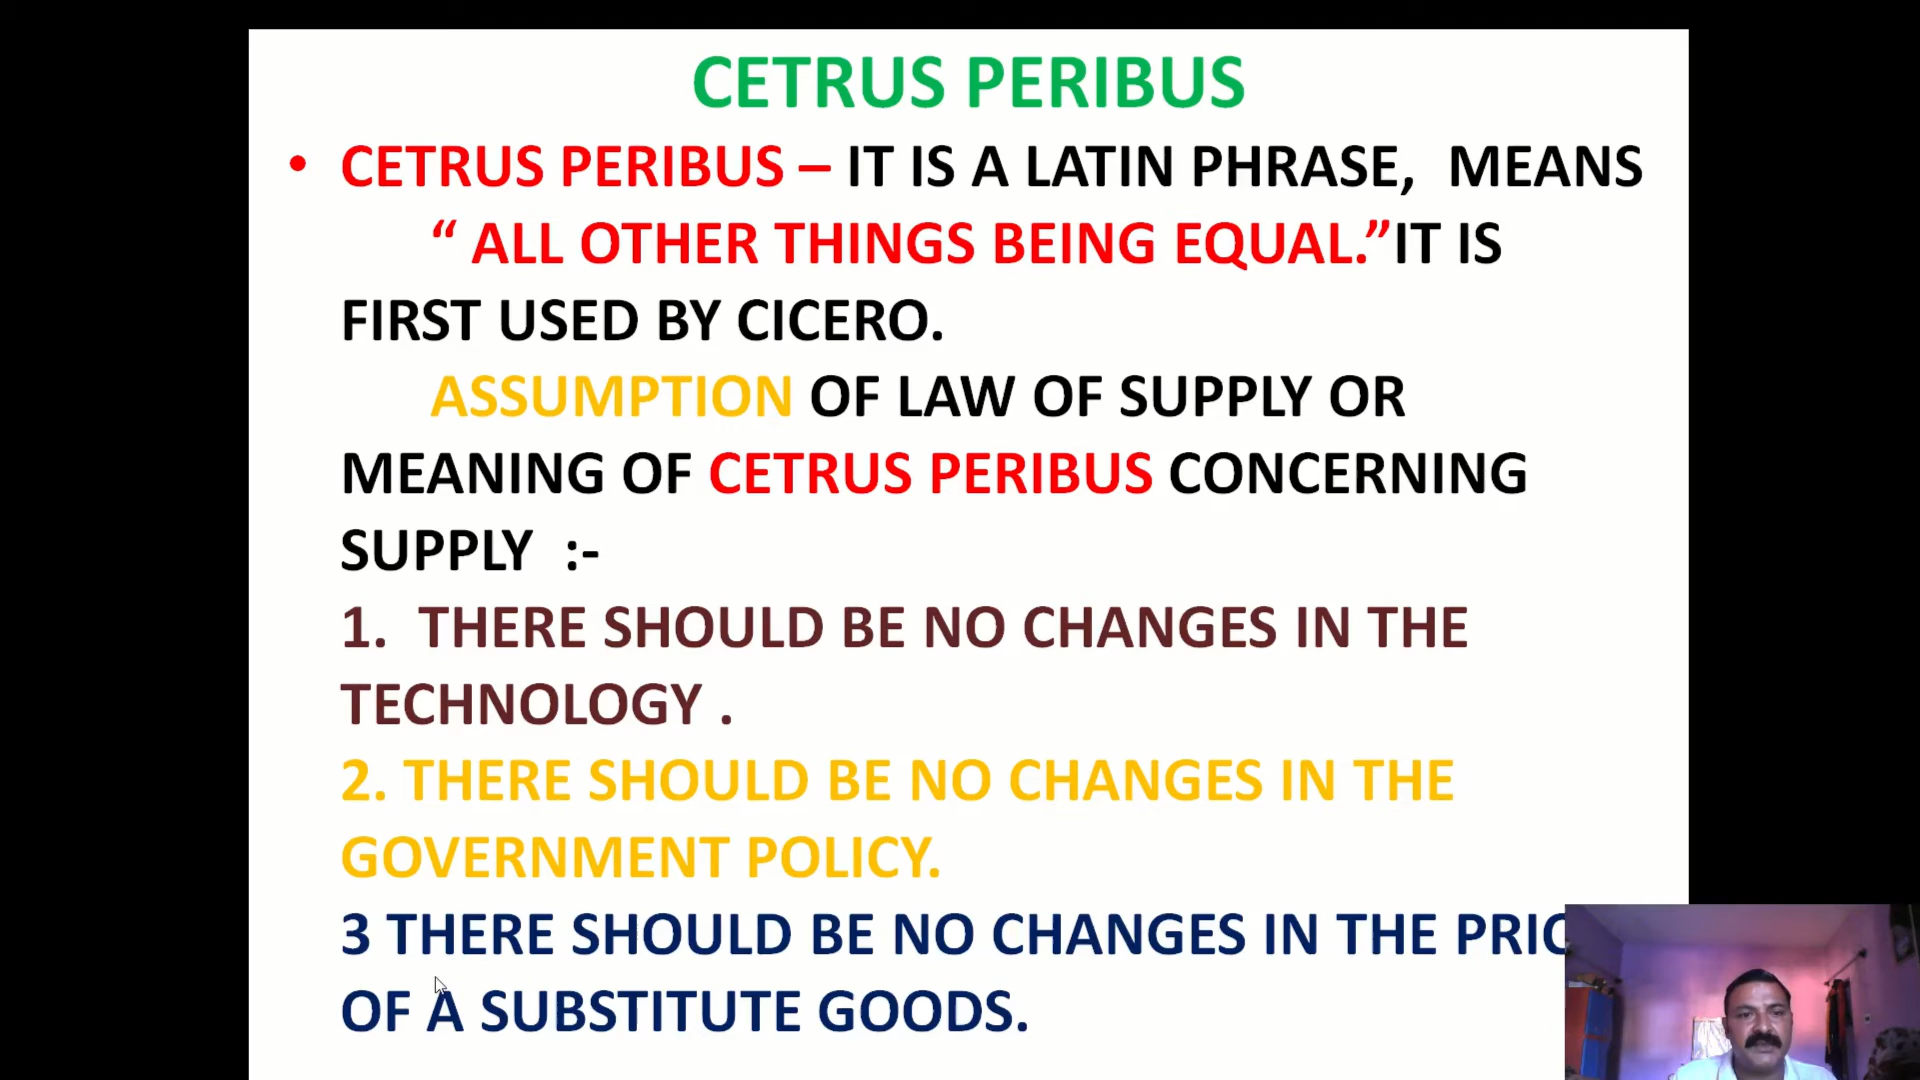 CETRUS PERIBUS
• CETRUS PERIBUS – IT IS A LATIN PHRASE, MEANS
“ ALL OTHER THINGS BEING EQUAL.”IT IS
FIRST USED BY CICERO.
ASSUMPTION OF LAW OF SUPPLY OR
MEANING OF CETRUS PERIBUS CONCERNING
SUPPLY :-
1. THERE SHOULD BE NO CHANGES IN THE
TECHNOLOGY .
2. THERE SHOULD BE NO CHANGES IN THE
GOVERNMENT POLICY.
3 THERE SHOULD BE NO CHANGES IN THE
OF A SUBSTITUTE GOODS.